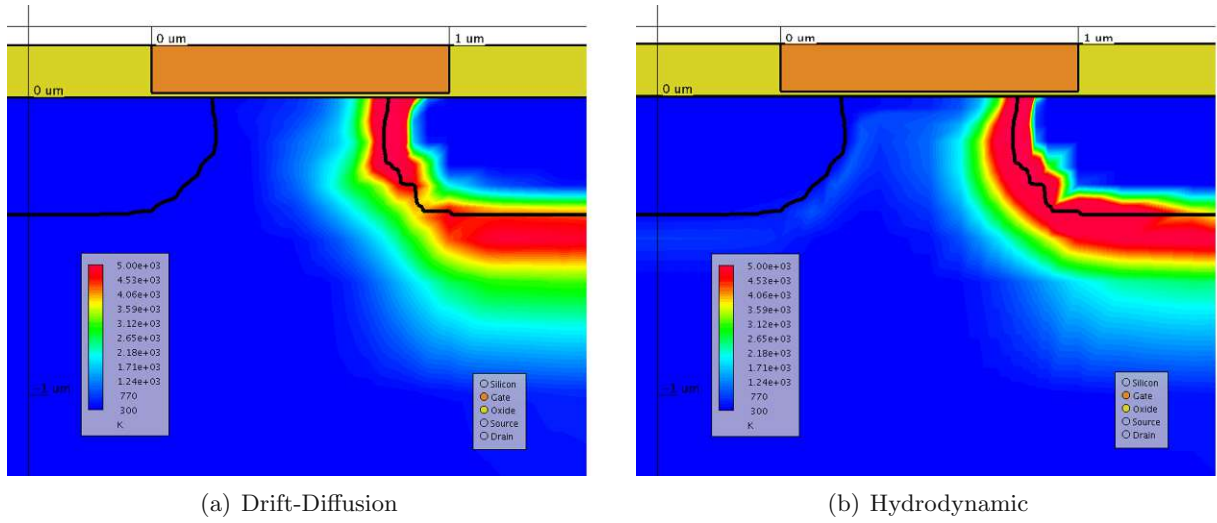 0 um
1 um
0 um
5.00e+03
4.53e+03
4.06e+03
3.59e+03
3.12e+03
2.65e+03
2.18e+03
1.71e+03
1.24e+03
770
300
K
-1 um
Silicon
Gate
Oxide
Source
Drain
(a) Drift-Diffusion
0 um
1 um
0 um
5.00e+03
4.53e+03
4.06e+03
3.59e+03
3.12e+03
2.65e+03
2.18e+03
1.71e+03
1.24e+03
770
300
K
-1 um
Silicon
Gate
Oxide
Source
Drain
(b) Hydrodynamic